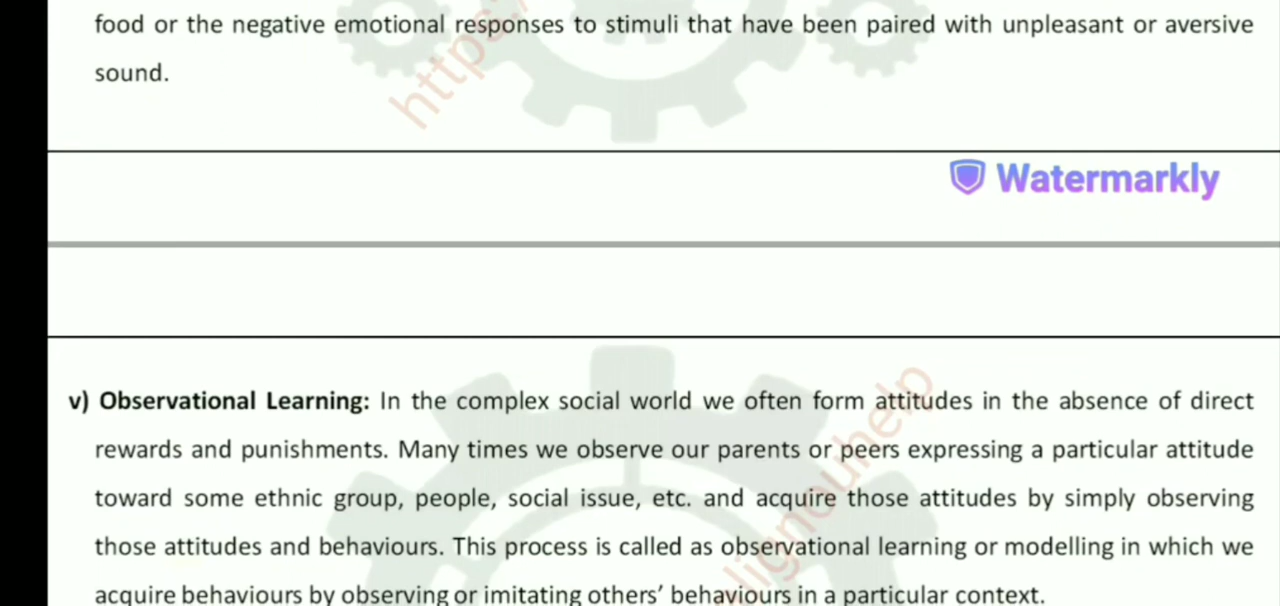 food or the negative emotional responses to stimuli that have been paired with unpleasant or aversive
sound.
https:/
Watermarkly
v) Observational Learning: In the complex social world we often form attitudes in the absence of direct
rewards and punishments. Many times we observe our parents or peers expressing a particular attitude
toward some ethnic group, people, social issue, etc. and acquire those attitudes by simply observing
those attitudes and behaviours. This process is called as observational learning or modelling in which we
acquire behaviours by observing or imitating others’ behaviours in a particular context.
lignouhelp